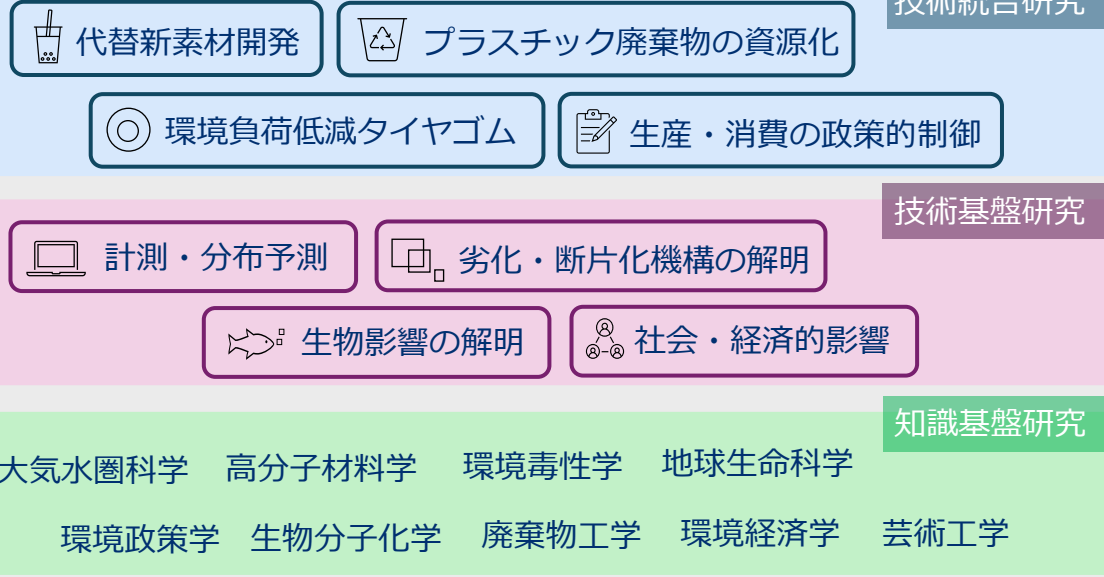 技術統合研究
代替新素材開発 プラスチック廃棄物の資源化
環境負荷低減タイヤゴム 生産・消費の政策的制御
技術基盤研究
計測・分布予測 劣化・断片化機構の解明
生物影響の解明 社会・経済的影響
知識基盤研究
大気水圏科学 高分子材料学 環境毒性学 地球生命科学
環境政策学 生物分子化学 廃棄物工学 環境経済学 芸術工学